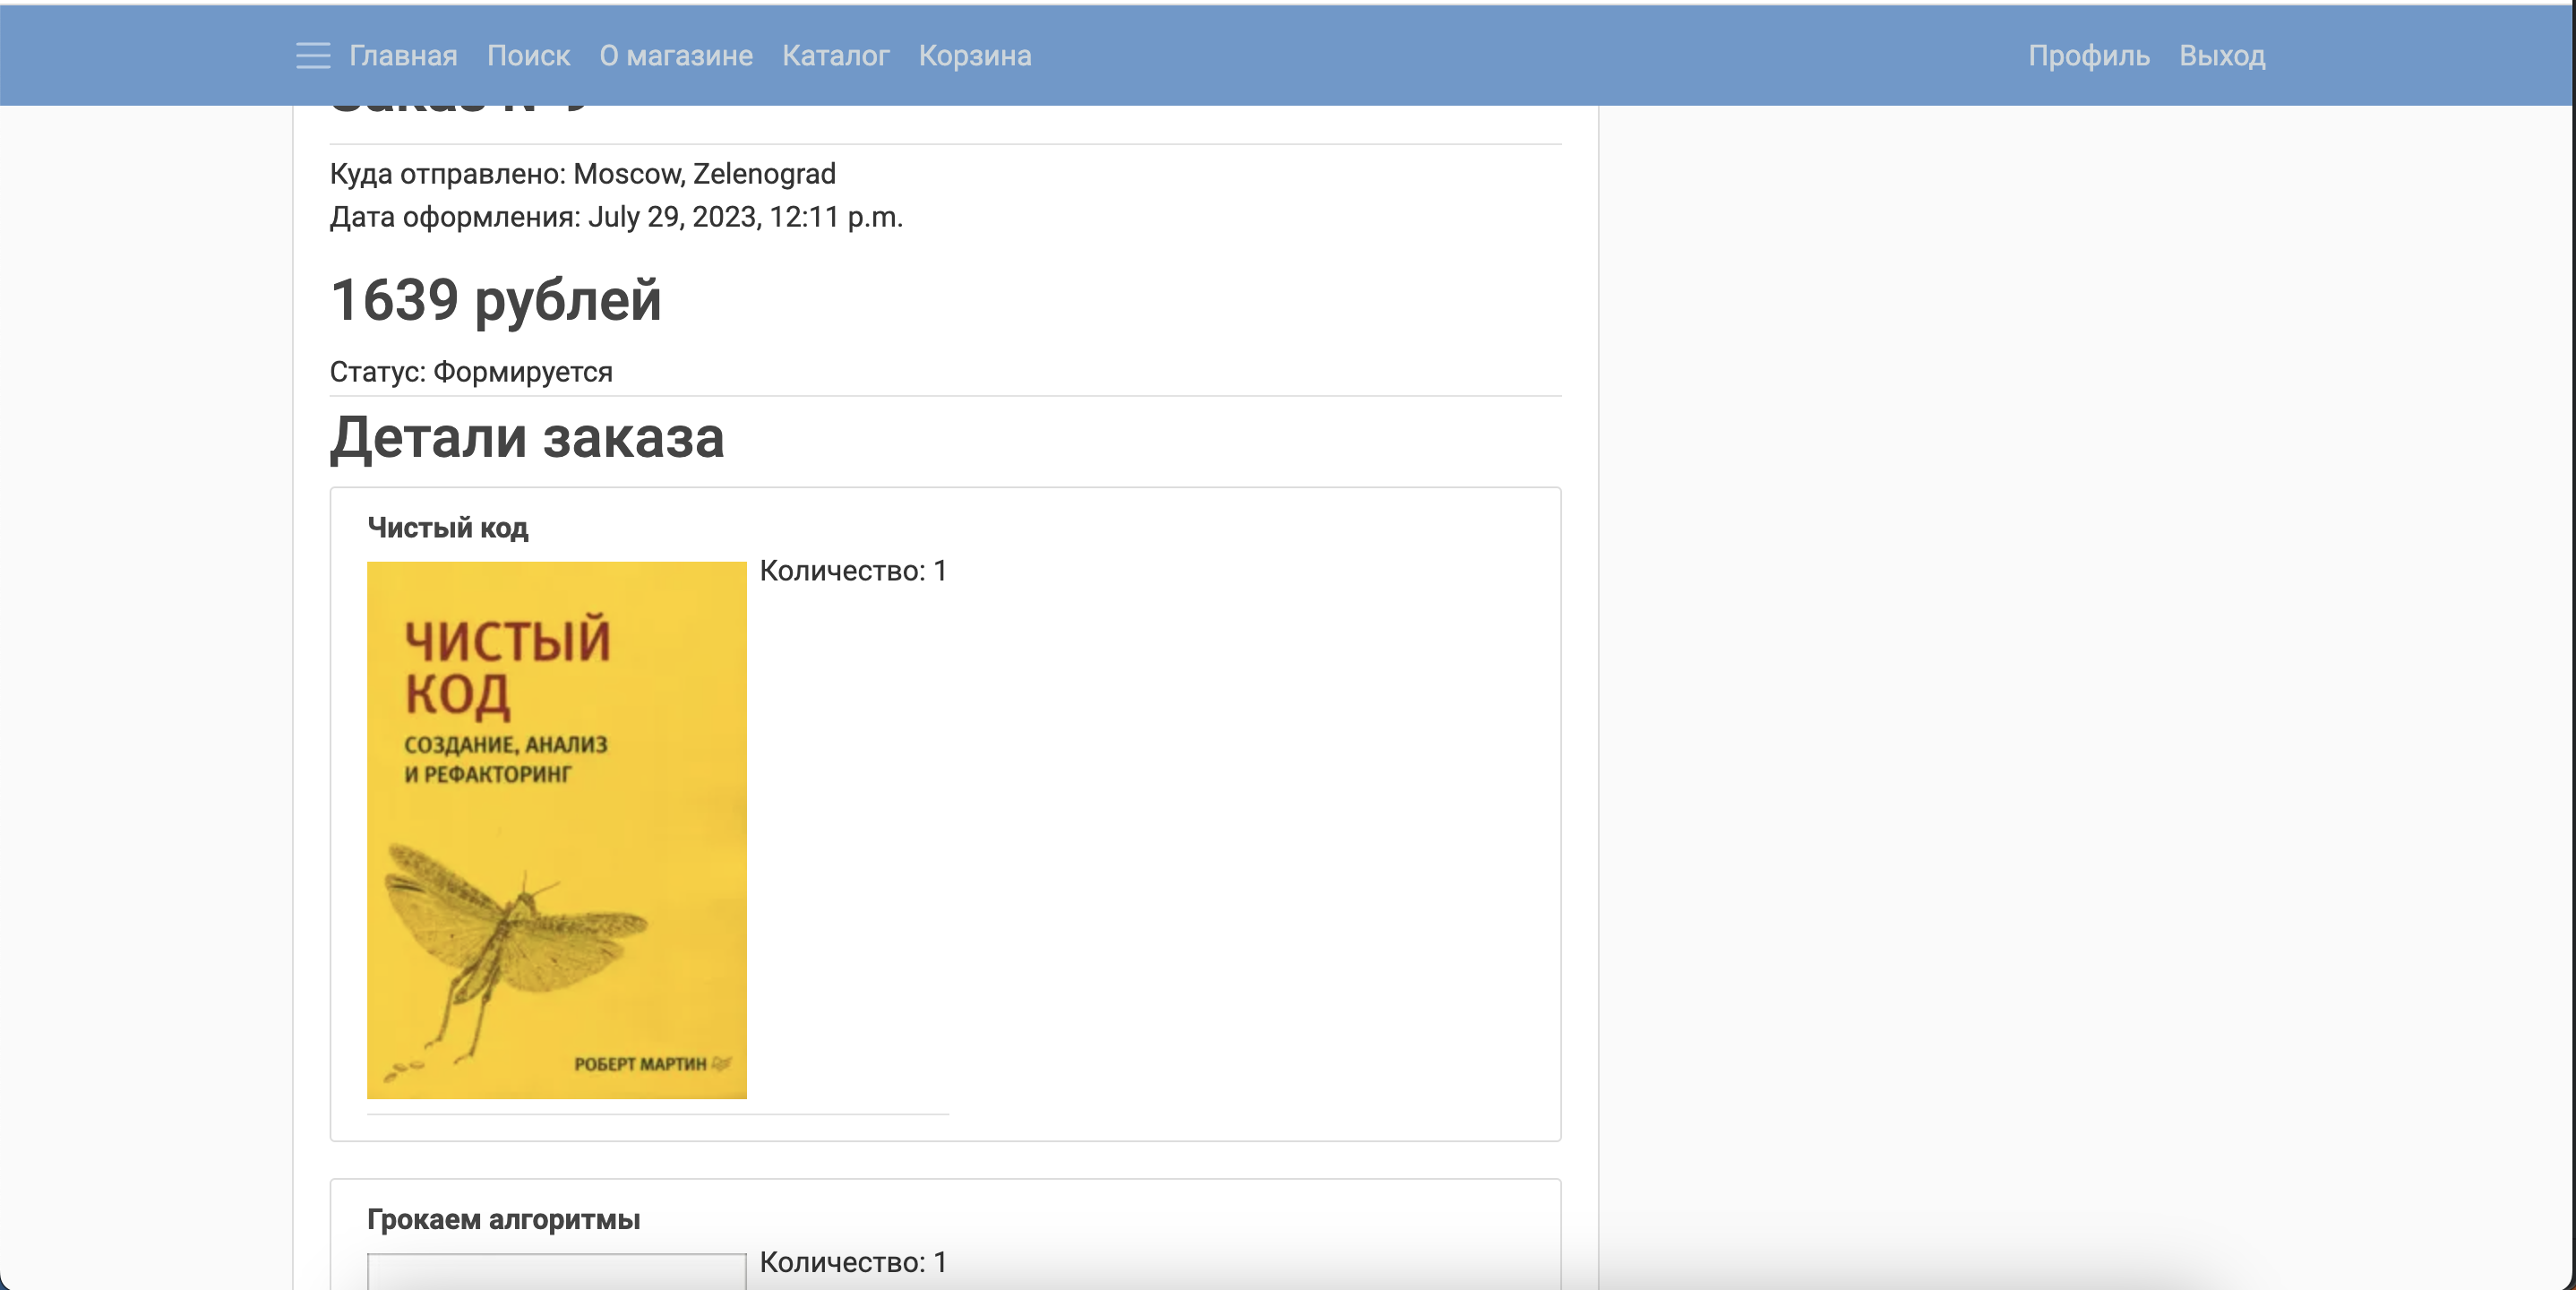 Главная Поиск О магазине Каталог Корзина Профиль Выход
Куда отправлено: Moscow, Zelenograd
Дата оформления: July 29, 2023, 12:11 p.m.
1639 рублей
Статус: Формируется
Детали заказа
Чистый код
Количество: 1
ЧИСТЫЙ
КОД
СОЗДАНИЕ, АНАЛИЗ
И РЕФАКТОРИНГ
РОБЕРТ МАРТИН
Грокаем алгоритмы
Количество: 1